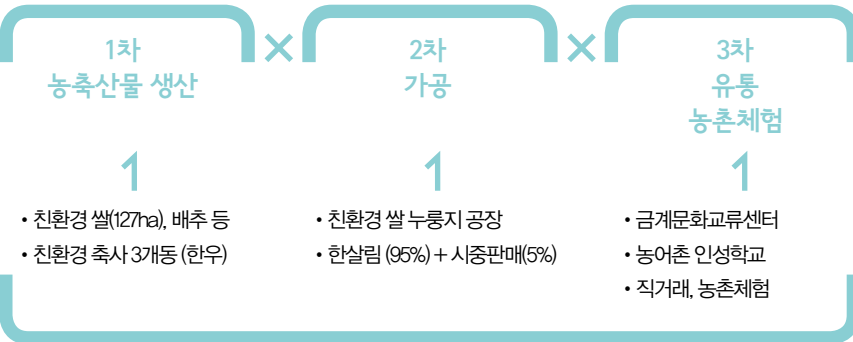 1차
농축산물 생산
1
• 친환경 쌀(127ha), 배추 등
• 친환경 축사 3개동 (한우)
×
2차
가공
1
• 친환경 쌀 누룽지 공장
• 한살림 (95%) + 시중판매(5%)
×
3차
유통
농촌체험
1
• 금계문화교류센터
• 농어촌 인성학교
• 직거래, 농촌체험